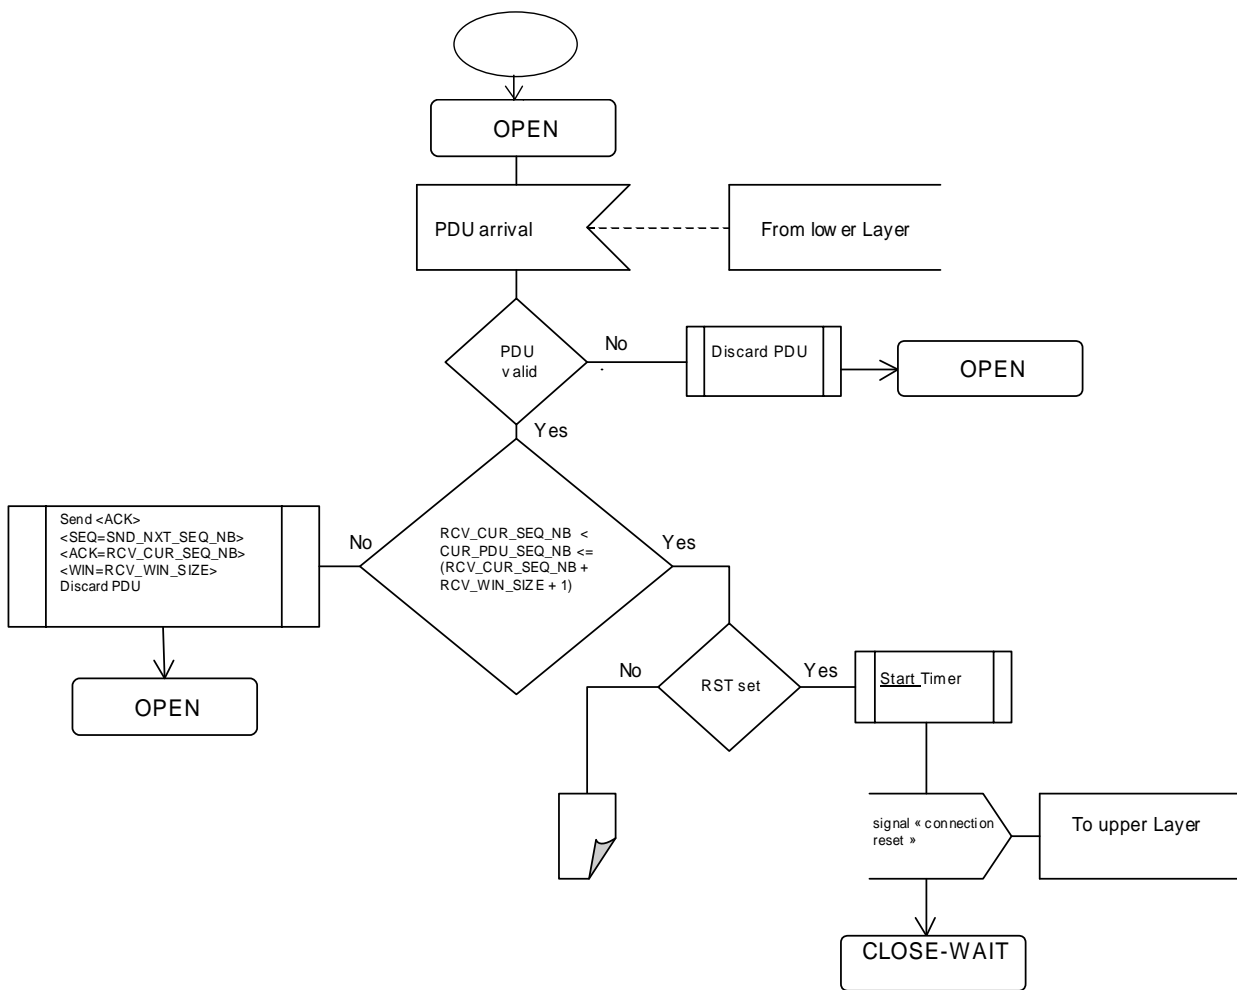 OPEN
PDU arrival
From lower Layer
PDU
valid
No
Discard PDU
OPEN
Yes
Send <ACK>
<SEQ=SND_NXT_SEQ_NB>
<ACK=RCV_CUR_SEQ_NB>
<WIN=RCV_WIN_SIZE>
Discard PDU
No
RCV_CUR_SEQ_NB <
CUR_PDU_SEQ_NB <=
(RCV_CUR_SEQ_NB +
RCV_WIN_SIZE + 1)
Yes
OPEN
No
RST set
Yes
Start Timer
signal « connection
reset »
To upper Layer
CLOSE-WAIT